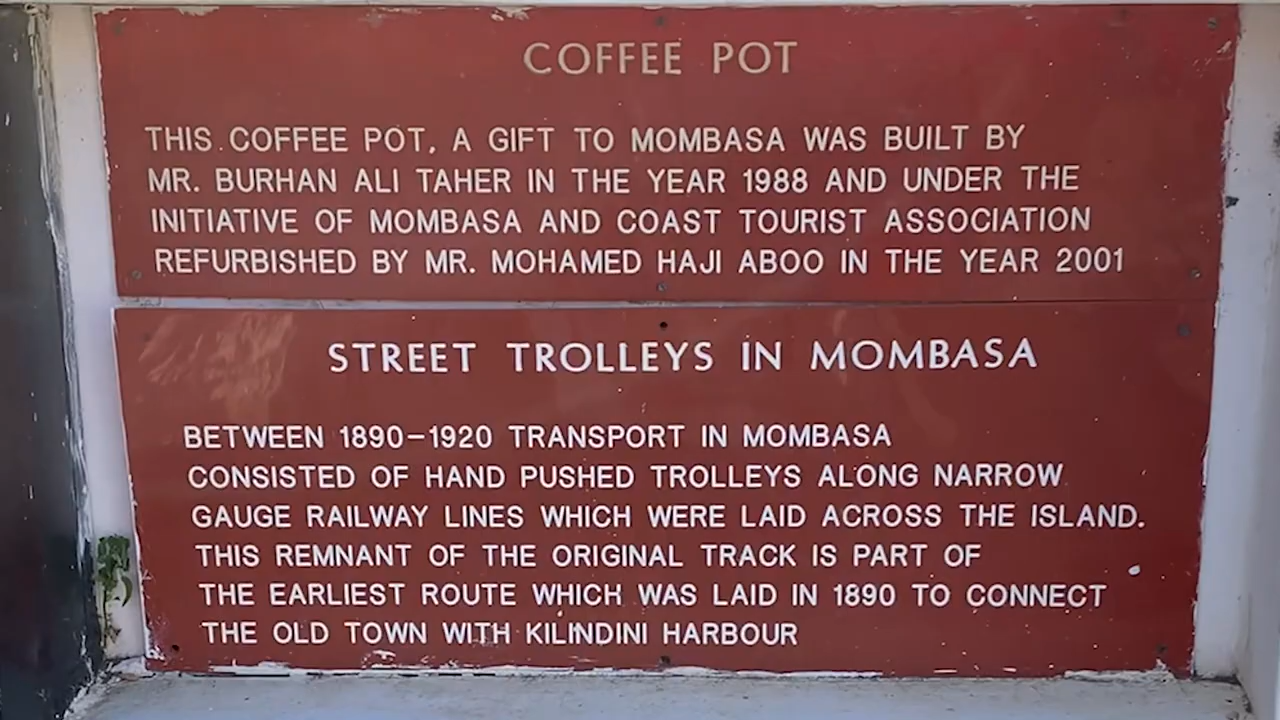 COFFEE POT
THIS COFFEE POT, A GIFT TO MOMBASA WAS BUILT BY
MR. BURHAN ALI TAHER IN THE YEAR 1988 AND UNDER THE
INITIATIVE OF MOMBASA AND COAST TOURIST ASSOCIATION
REFURBISHED BY MR. MOHAMED HAJI ABOO IN THE YEAR 2001
STREET TROLLEYS IN MOMBASA
BETWEEN 1890-1920 TRANSPORT IN MOMBASA
CONSISTED OF HAND PUSHED TROLLEYS ALONG NARROW
GAUGE RAILWAY LINES WHICH WERE LAID ACROSS THE ISLAND.
THIS REMNANT OF THE ORIGINAL TRACK IS PART OF
THE EARLIEST ROUTE WHICH WAS LAID IN 1890 TO CONNECT
THE OLD TOWN WITH KILINDINI HARBOUR